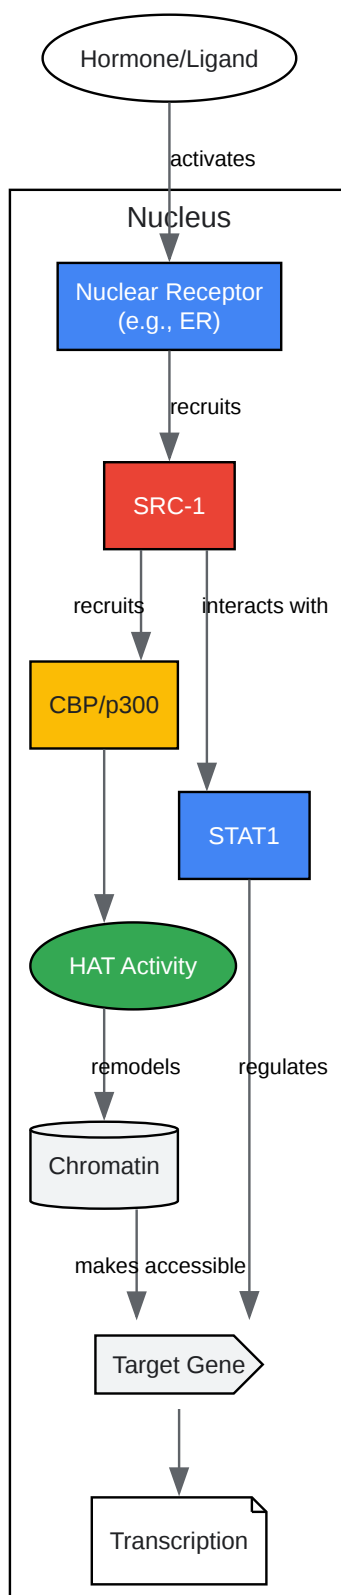 Hormone/Ligand
activates
Nucleus
Nuclear Receptor
(e.g., ER)
recruits
SRC-1
recruits
interacts with
CBP/p300
STAT1
HAT Activity
remodels
regulates
Chromatin
makes accessible
Target Gene
Transcription